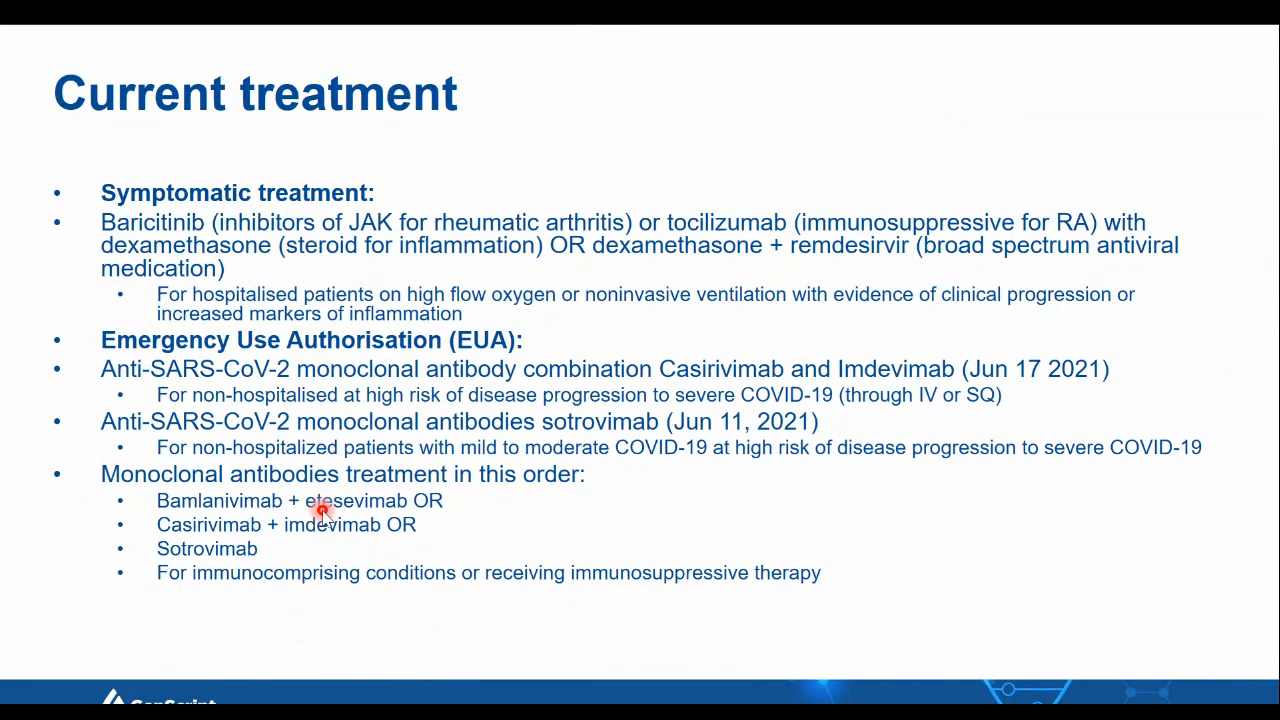 Current treatment
• Symptomatic treatment:
• Baricitinib (inhibitors of JAK for rheumatic arthritis) or tocilizumab (immunosuppressive for RA) with
dexamethasone (steroid for inflammation) OR dexamethasone + remdesirvir (broad spectrum antiviral
medication)
• For hospitalised patients on high flow oxygen or noninvasive ventilation with evidence of clinical progression or
increased markers of inflammation
• Emergency Use Authorisation (EUA):
• Anti-SARS-CoV-2 monoclonal antibody combination Casirivimab and Imdevimab (Jun 17 2021)
• For non-hospitalised at high risk of disease progression to severe COVID-19 (through IV or SQ)
• Anti-SARS-CoV-2 monoclonal antibodies sotrovimab (Jun 11, 2021)
• For non-hospitalized patients with mild to moderate COVID-19 at high risk of disease progression to severe COVID-19
• Monoclonal antibodies treatment in this order:
• Bamlanivimab + etesevimab OR
• Casirivimab + imdevimab OR
• Sotrovimab
• For immunocomprising conditions or receiving immunosuppressive therapy
GenScript